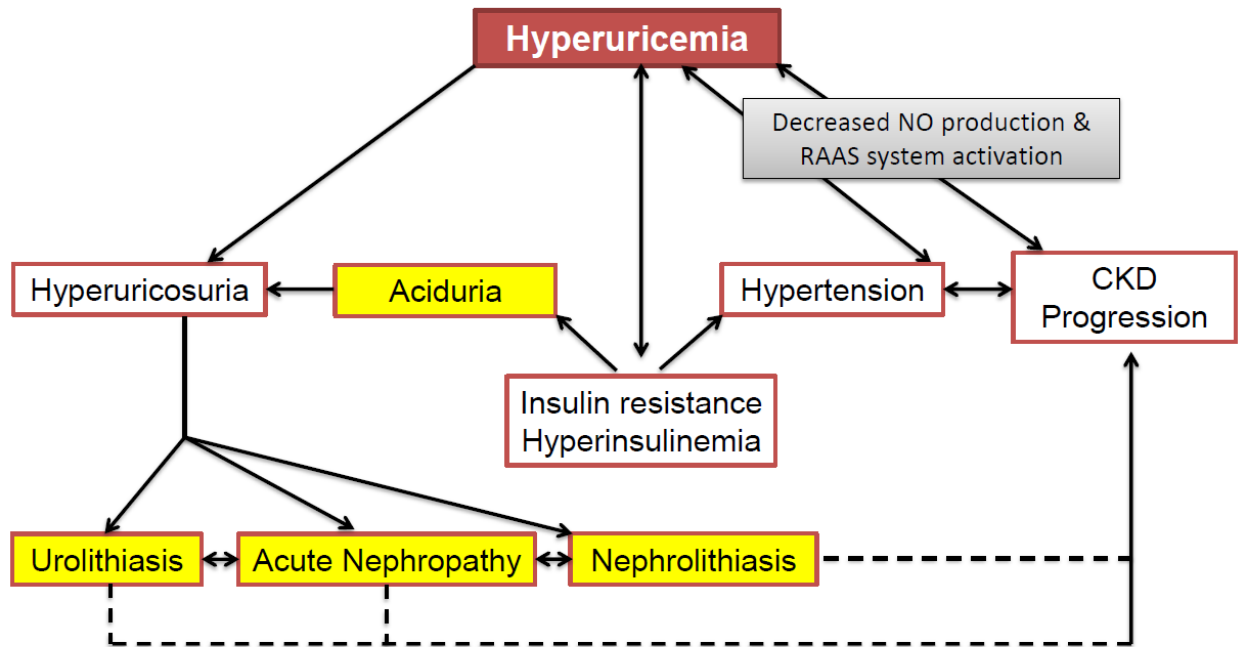 Hyperuricemia
Decreased NO production &
RAAS system activation
Hyperuricosuria
Aciduria
Hypertension
CKD
Progression
Insulin resistance
Hyperinsulinemia
Urolithiasis
Acute Nephropathy
Nephrolithiasis